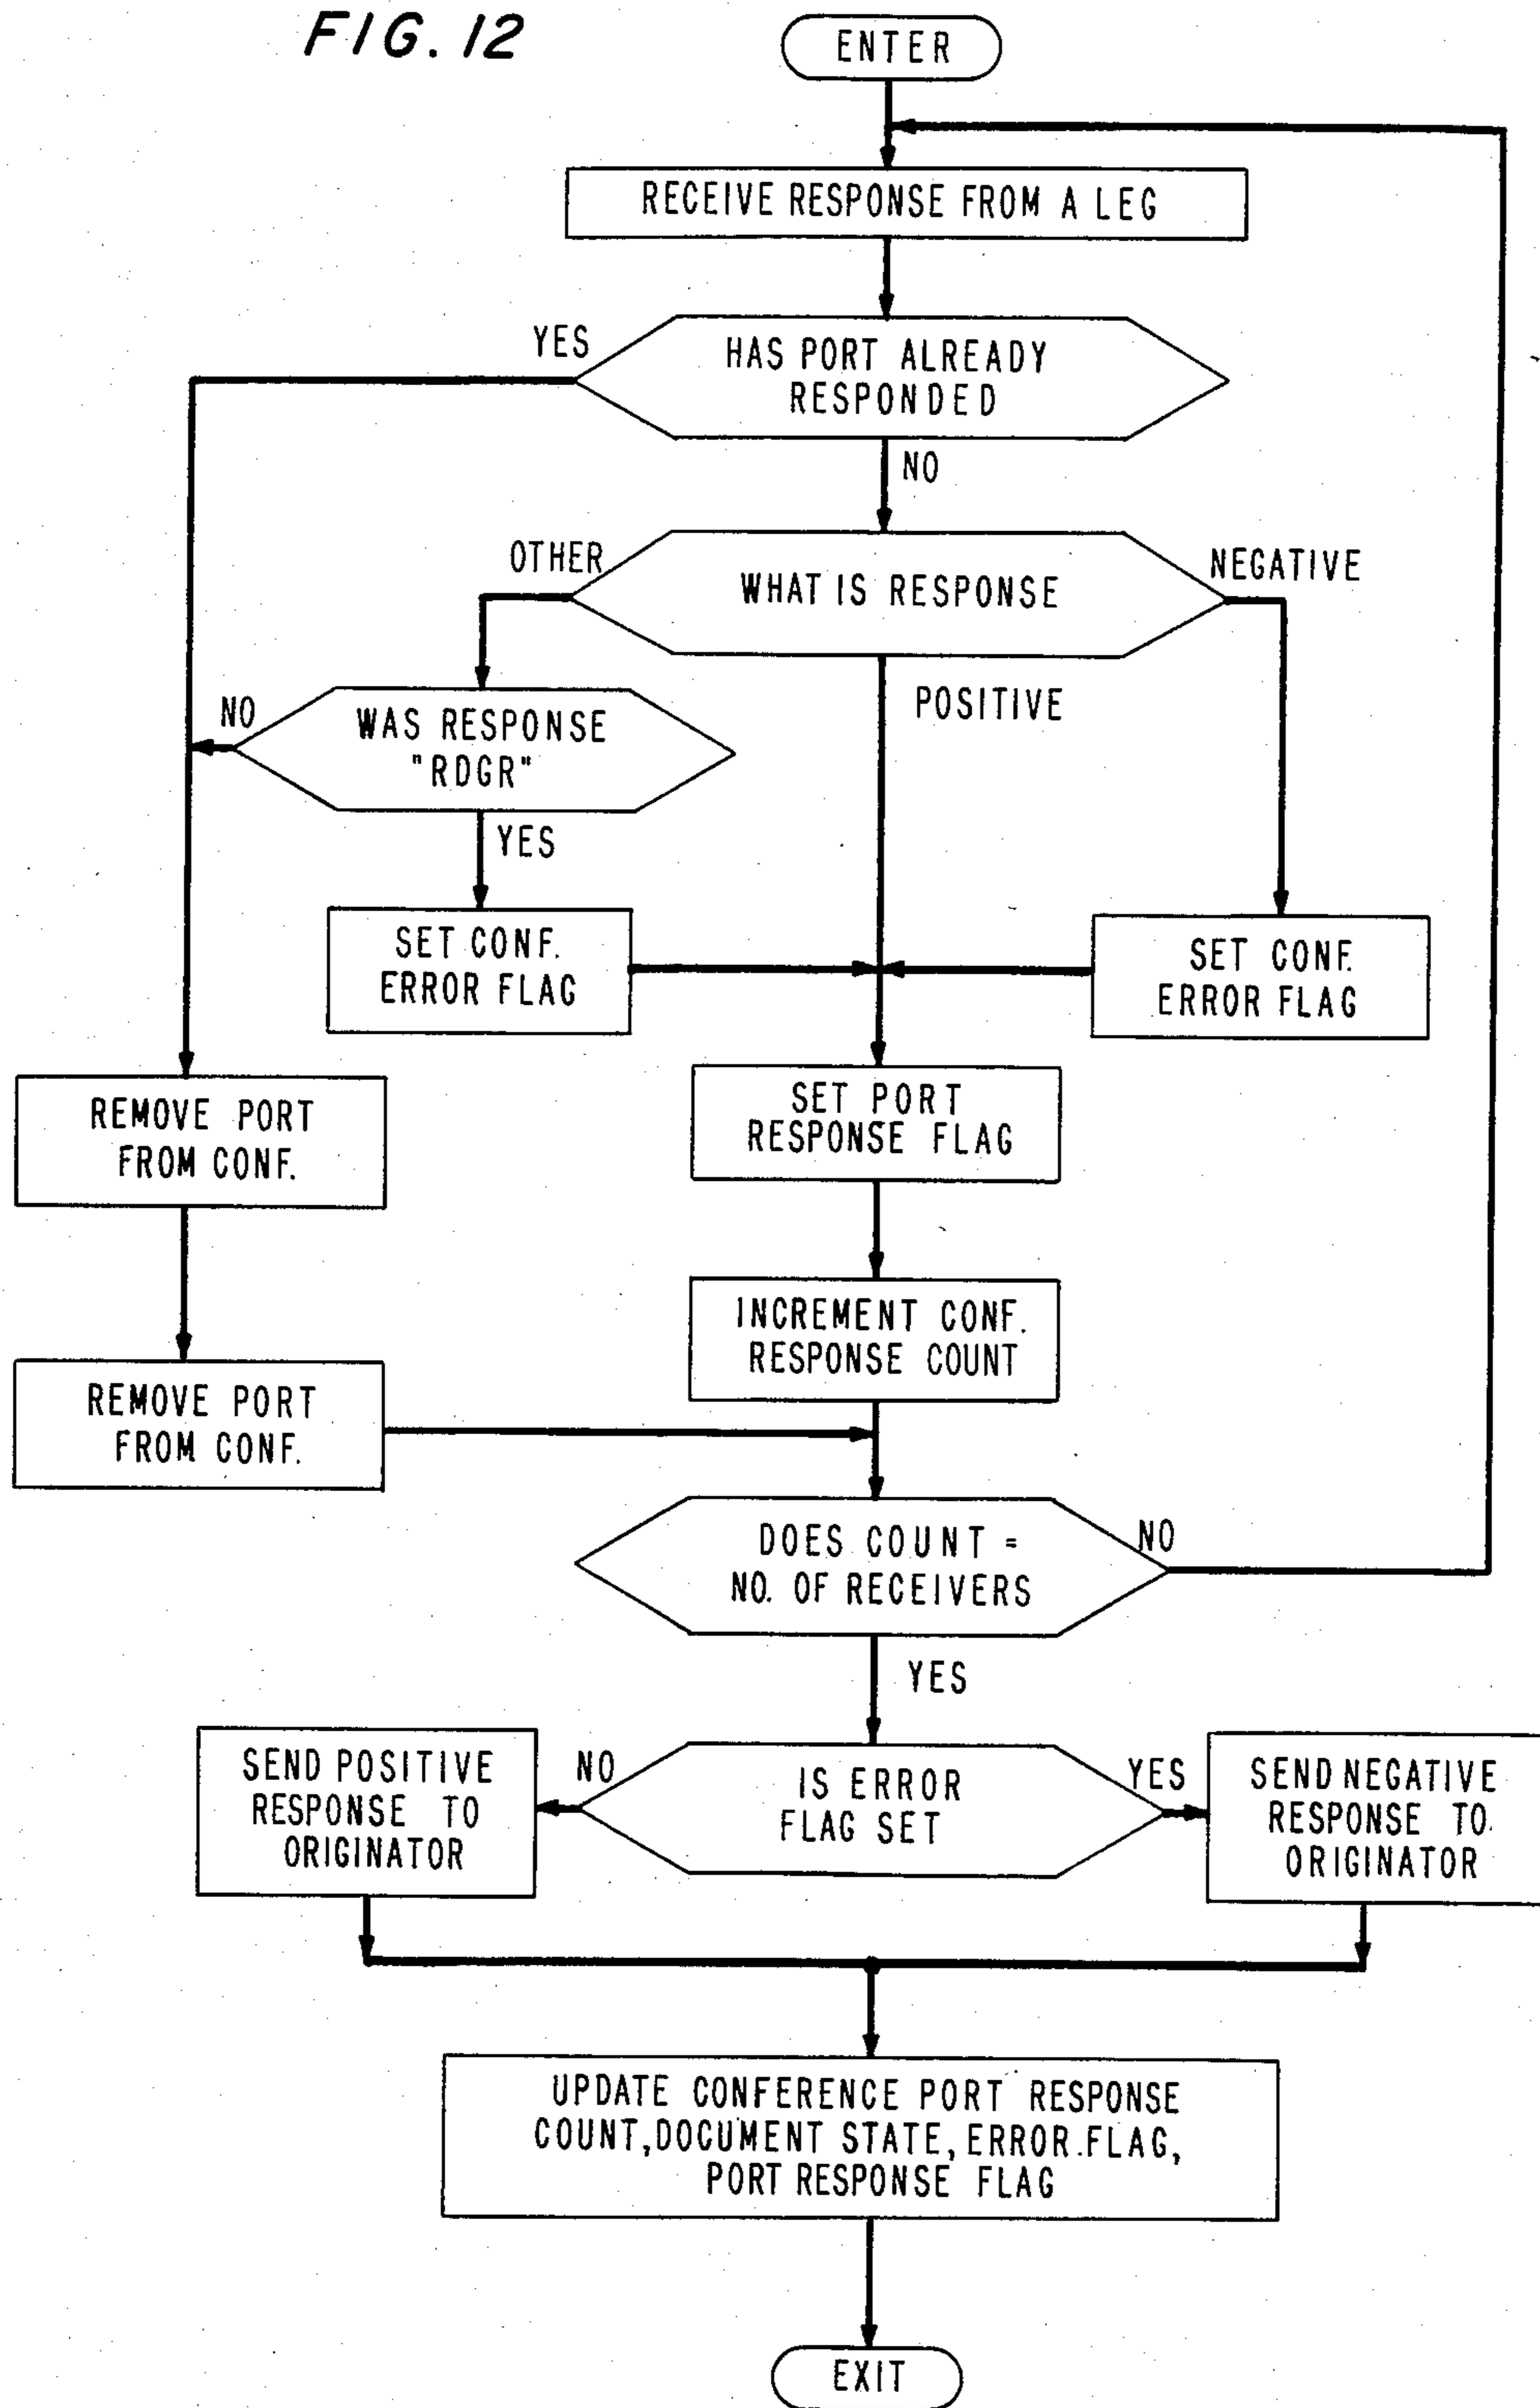 FIG. 12
ENTER
RECEIVE RESPONSE FROM A LEG
YES
HAS PORT ALREADY
RESPONDED
NO
OTHER
WHAT IS RESPONSE
NEGATIVE
NO
WAS RESPONSE
"RDGR"
POSITIVE
YES
SET CONF.
ERROR FLAG
SET CONF.
ERROR FLAG
REMOVE PORT
FROM CONF.
SET PORT
RESPONSE FLAG
INCREMENT CONF.
RESPONSE COUNT
REMOVE PORT
FROM CONF.
DOES COUNT =
NO. OF RECEIVERS
NO
YES
SEND POSITIVE
RESPONSE TO
ORIGINATOR
NO
IS ERROR
FLAG SET
YES
SEND NEGATIVE
RESPONSE TO
ORIGINATOR
UPDATE CONFERENCE PORT RESPONSE
COUNT, DOCUMENT STATE, ERROR FLAG,
PORT RESPONSE FLAG
EXIT